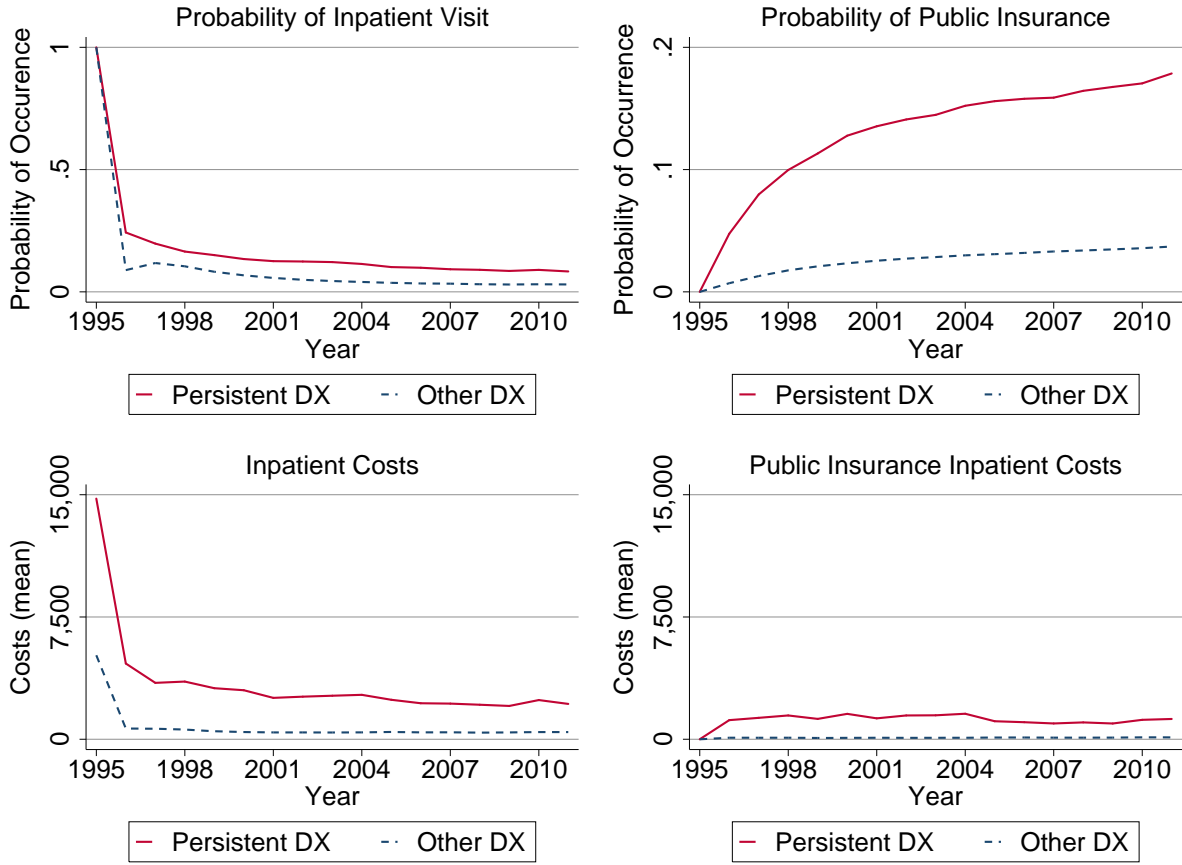 Probability of Inpatient Visit
Probability of Occurrence
1
.5
0
1995 1998 2001 2004 2007 2010
Year
Persistent DX Other DX
Probability of Public Insurance
Probability of Occurrence
.2
.1
0
1995 1998 2001 2004 2007 2010
Year
Persistent DX Other DX
Inpatient Costs
Costs (mean)
15,000
7,500
0
1995 1998 2001 2004 2007 2010
Year
Persistent DX Other DX
Public Insurance Inpatient Costs
Costs (mean)
15,000
7,500
0
1995 1998 2001 2004 2007 2010
Year
Persistent DX Other DX